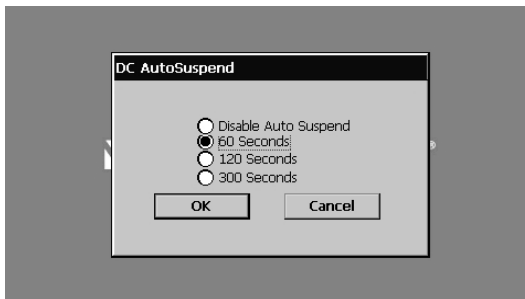 DC AutoSuspend
Disable Auto Suspend
60 Seconds
120 Seconds
300 Seconds
OK Cancel